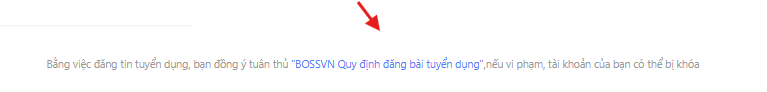 Bằng việc đăng tin tuyển dụng, bạn đồng ý tuân thủ "BOSSVN Quy định đăng bài tuyển dụng",nếu vi phạm, tài khoản của bạn có thể bị khóa